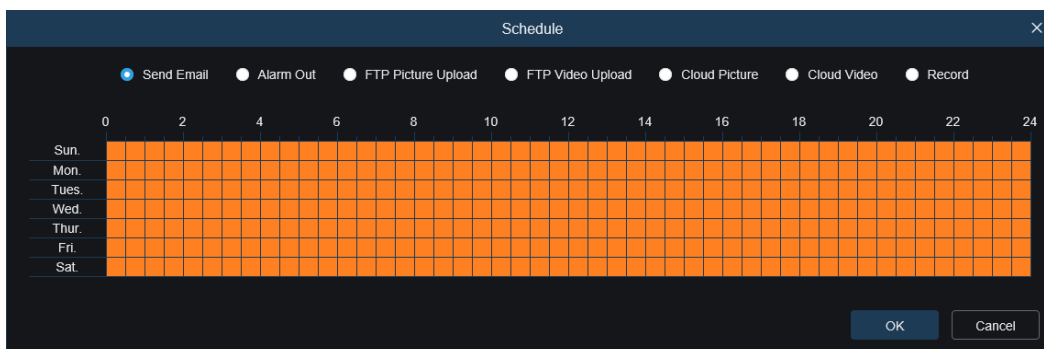 Schedule
Send Email Alarm Out FTP Picture Upload FTP Video Upload Cloud Picture Cloud Video Record
0 2 4 6 8 10 12 14 16 18 20 22 24
Sun.
Mon.
Tues.
Wed.
Thur.
Fri.
Sat.
OK Cancel